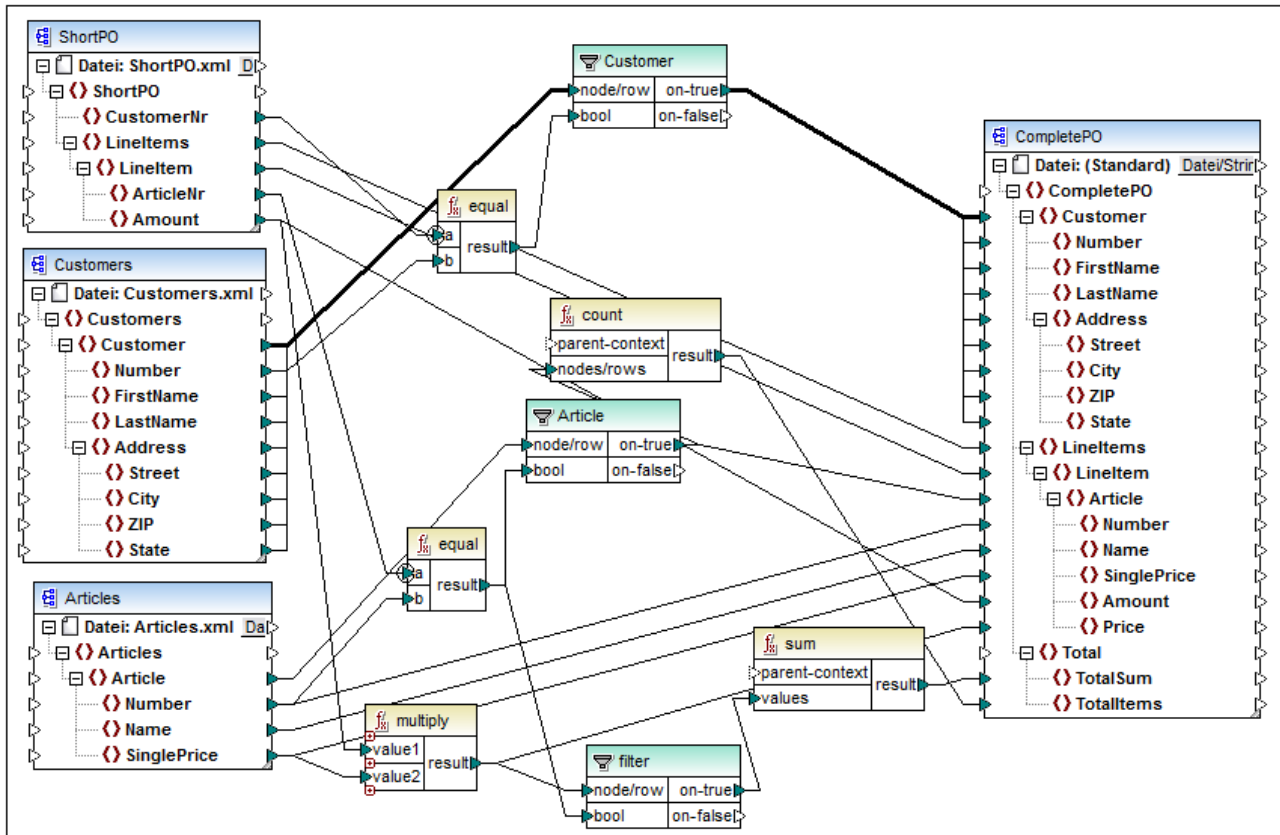 ShortPO
Datei: ShortPO.xml
ShortPO
CustomerNr
LineItems
LineItem
ArticleNr
Amount
Customers
Datei: Customers.xml
Customers
Customer
Number
FirstName
LastName
Address
Street
City
ZIP
State
Articles
Datei: Articles.xml Da
Articles
Article
Number
Name
SinglePrice
Customer
node/row on-true
bool on-false
equal
a
result
b
count
parent-context
result
nodes/rows
Article
node/row on-true
bool on-false
equal
a
result
b
multiply
value1
result
value2
sum
parent-context
result
values
filter
node/row on-true
bool on-false
CompletePO
Datei: (Standard) Datei/Strin
CompletePO
Customer
Number
FirstName
LastName
Address
Street
City
ZIP
State
LineItems
LineItem
Article
Number
Name
SinglePrice
Amount
Price
Total
TotalSum
TotalItems